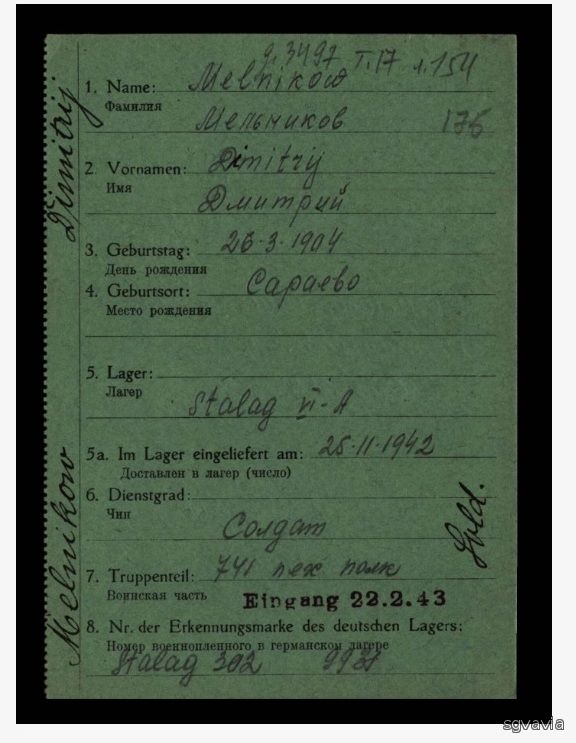 д. 3497 Т. 17 л. 154
1. Name: Melnikow
Фамилия
Мельников 176
2. Vornamen: Dimitrij
Имя
Дмитрий
3. Geburtstag: 26·3·1904
День рождения
4. Geburtsort: Сараево
Место рождения
5. Lager:
Лагер
Stalag VI-A
5a. Im Lager eingeliefert am: 25·11·1942
Доставлен в лагер (число)
6. Dienstgrad:
Чин
Солдат
7. Truppenteil: 741 пех полк
Воинская часть
Eingang 22.2.43
8. Nr. der Erkennungsmarke des deutschen Lagers:
Номер военнопленного в германском лагере
Stalag 302
Melnikow Dimitrij
Sold.
sgvavia